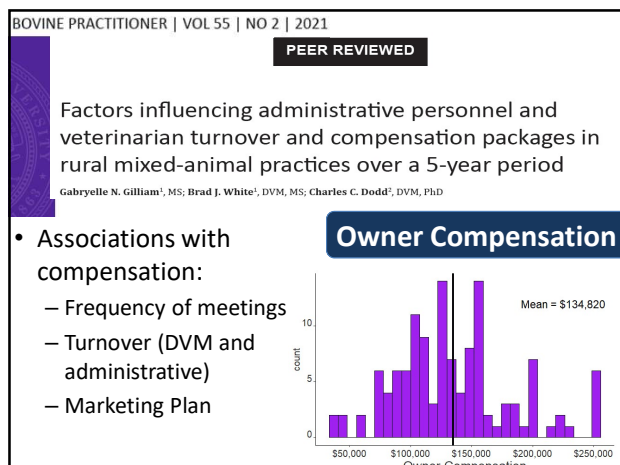 BOVINE PRACTITIONER | VOL 55 | NO 2 | 2021
PEER REVIEWED
Factors influencing administrative personnel and
veterinarian turnover and compensation packages in
rural mixed-animal practices over a 5-year period
Gabryelle N. Gilliam¹, MS; Brad J. White¹, DVM, MS; Charles C. Dodd², DVM, PhD
• Associations with
compensation:
– Frequency of meetings
– Turnover (DVM and
administrative)
– Marketing Plan
Owner Compensation
Mean = $134,820
count
10
5
0
$50,000 $100,000 $150,000 $200,000 $250,000
Owner Compensation